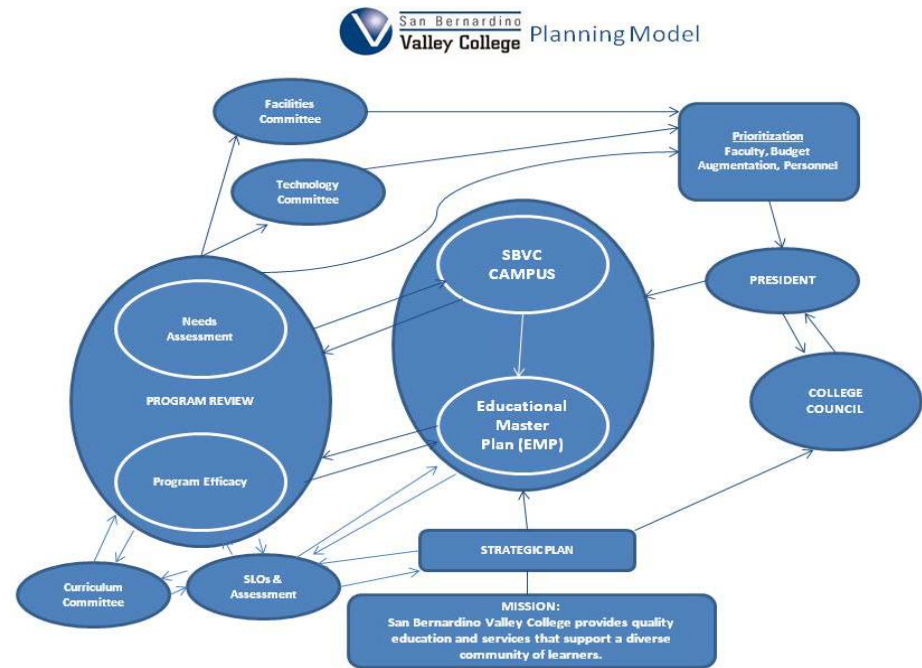 San Bernardino
Valley College
Planning Model
Facilities
Committee
Prioritization
Faculty, Budget
Augmentation, Personnel
Technology
Committee
SBVC
CAMPUS
PRESIDENT
Needs
Assessment
PROGRAM REVIEW
COLLEGE
COUNCIL
Educational
Master
Plan (EMP)
Program Efficacy
STRATEGIC PLAN
Curriculum
Committee
SLOs &
Assessment
MISSION:
San Bernardino Valley College provides quality
education and services that support a diverse
community of learners.